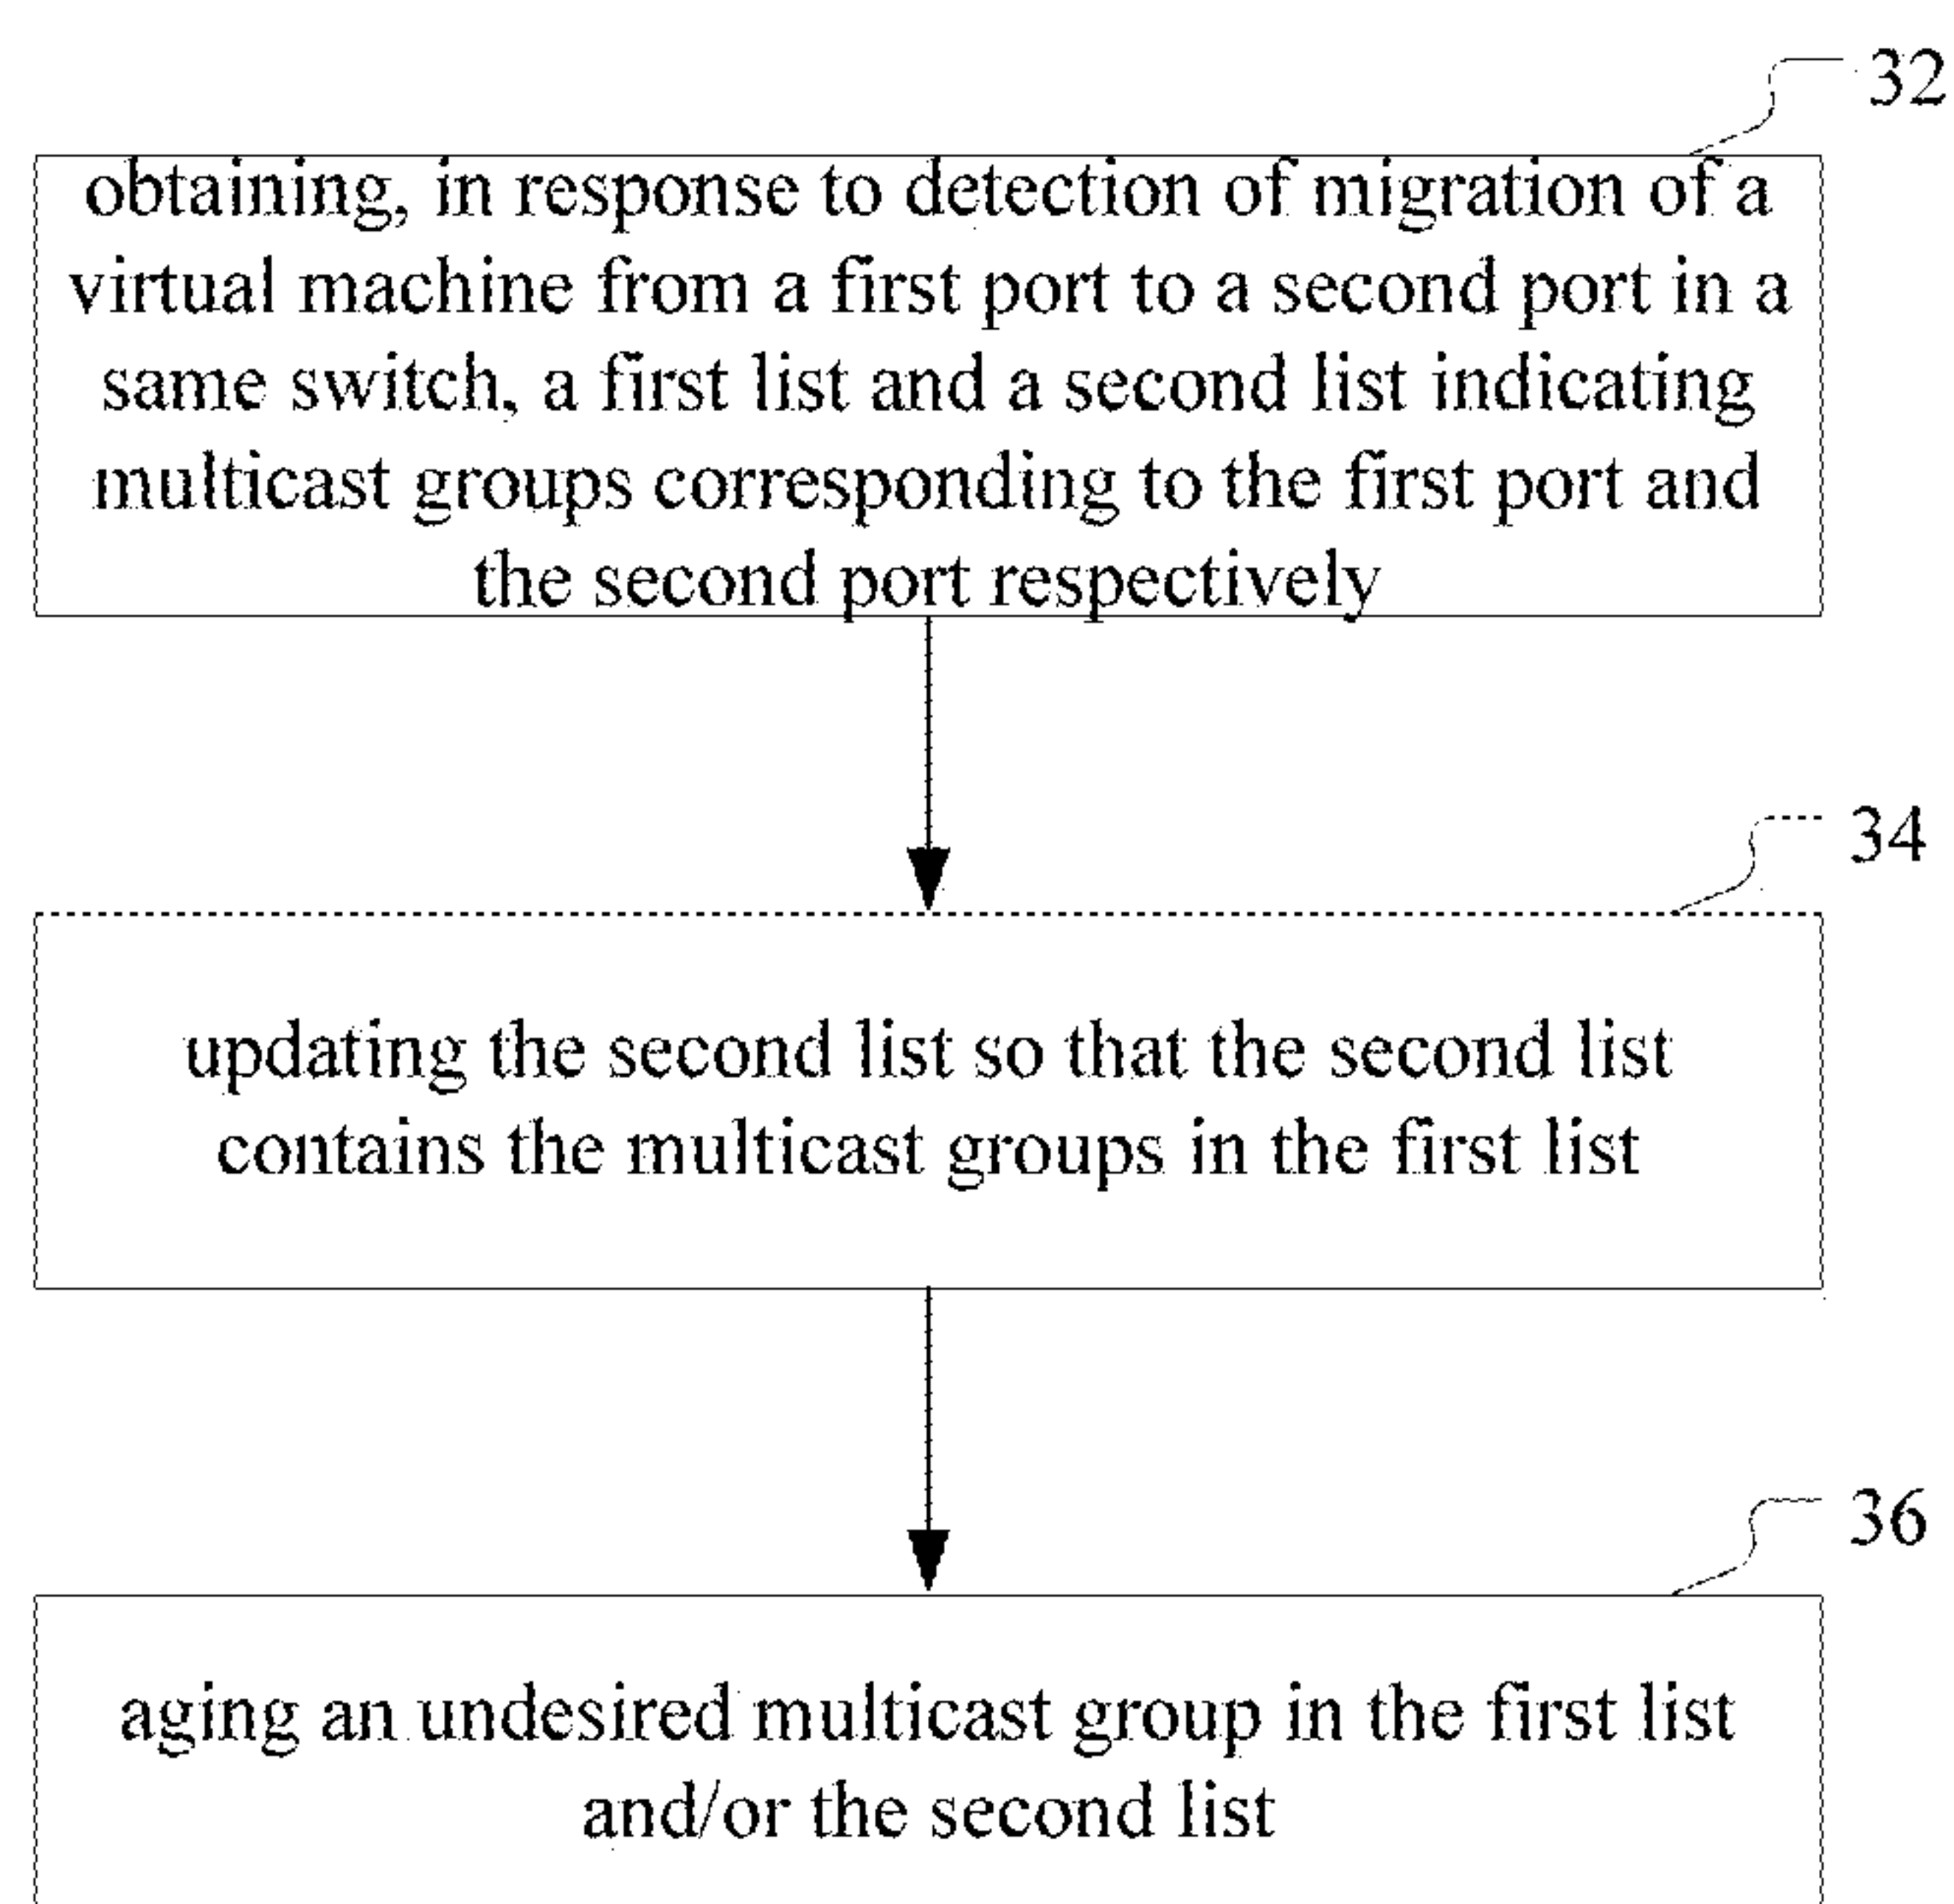 32
obtaining, in response to detection of migration of a
virtual machine from a first port to a second port in a
same switch, a first list and a second list indicating
multicast groups corresponding to the first port and
the second port respectively
34
updating the second list so that the second list
contains the multicast groups in the first list
36
aging an undesired multicast group in the first list
and/or the second list